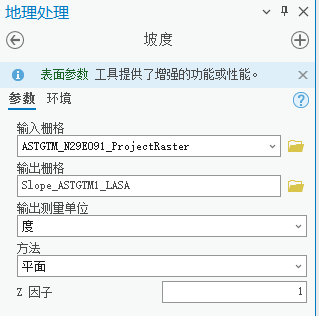 地理处理
坡度
表面参数 工具提供了增强的功能或性能。
参数 环境
输入栅格
ASTGTM_N29E091_ProjectRaster
输出栅格
Slope_ASTGTM1_LASA
输出测量单位
度
方法
平面
Z 因子
1